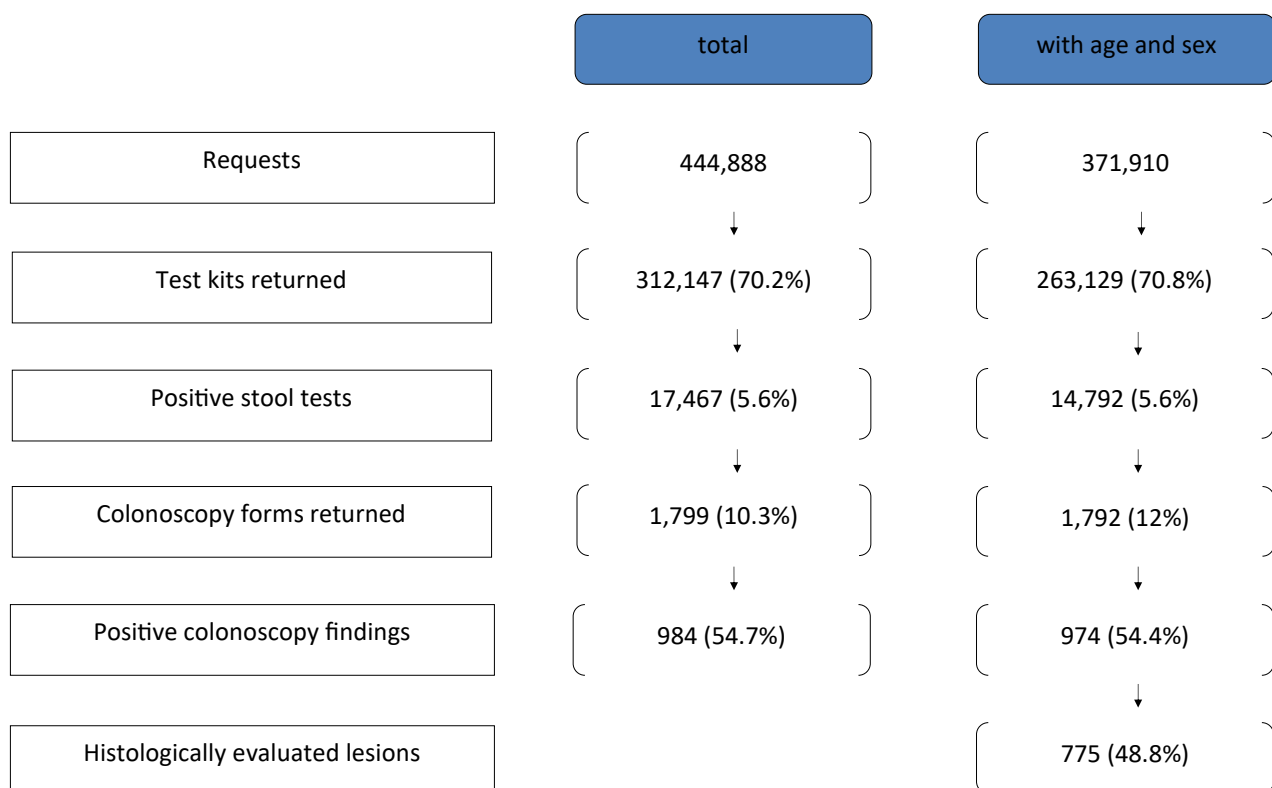 total
with age and sex
Requests
444,888
371,910
Test kits returned
312,147 (70.2%)
263,129 (70.8%)
Positive stool tests
17,467 (5.6%)
14,792 (5.6%)
Colonoscopy forms returned
1,799 (10.3%)
1,792 (12%)
Positive colonoscopy findings
984 (54.7%)
974 (54.4%)
Histologically evaluated lesions
775 (48.8%)